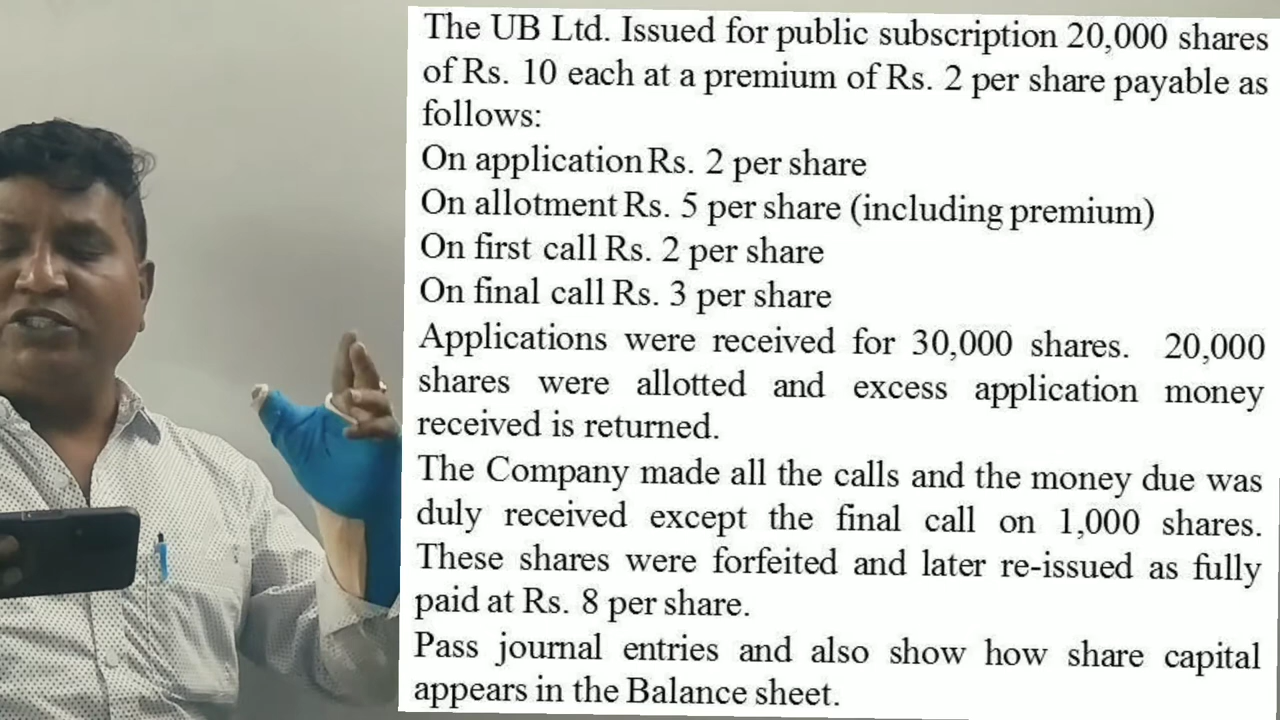 The UB Ltd. Issued for public subscription 20,000 shares
of Rs. 10 each at a premium of Rs. 2 per share payable as
follows:
On application Rs. 2 per share
On allotment Rs. 5 per share (including premium)
On first call Rs. 2 per share
On final call Rs. 3 per share
Applications were received for 30,000 shares. 20,000
shares were allotted and excess application money
received is returned.
The Company made all the calls and the money due was
duly received except the final call on 1,000 shares.
These shares were forfeited and later re-issued as fully
paid at Rs. 8 per share.
Pass journal entries and also show how share capital
appears in the Balance sheet.